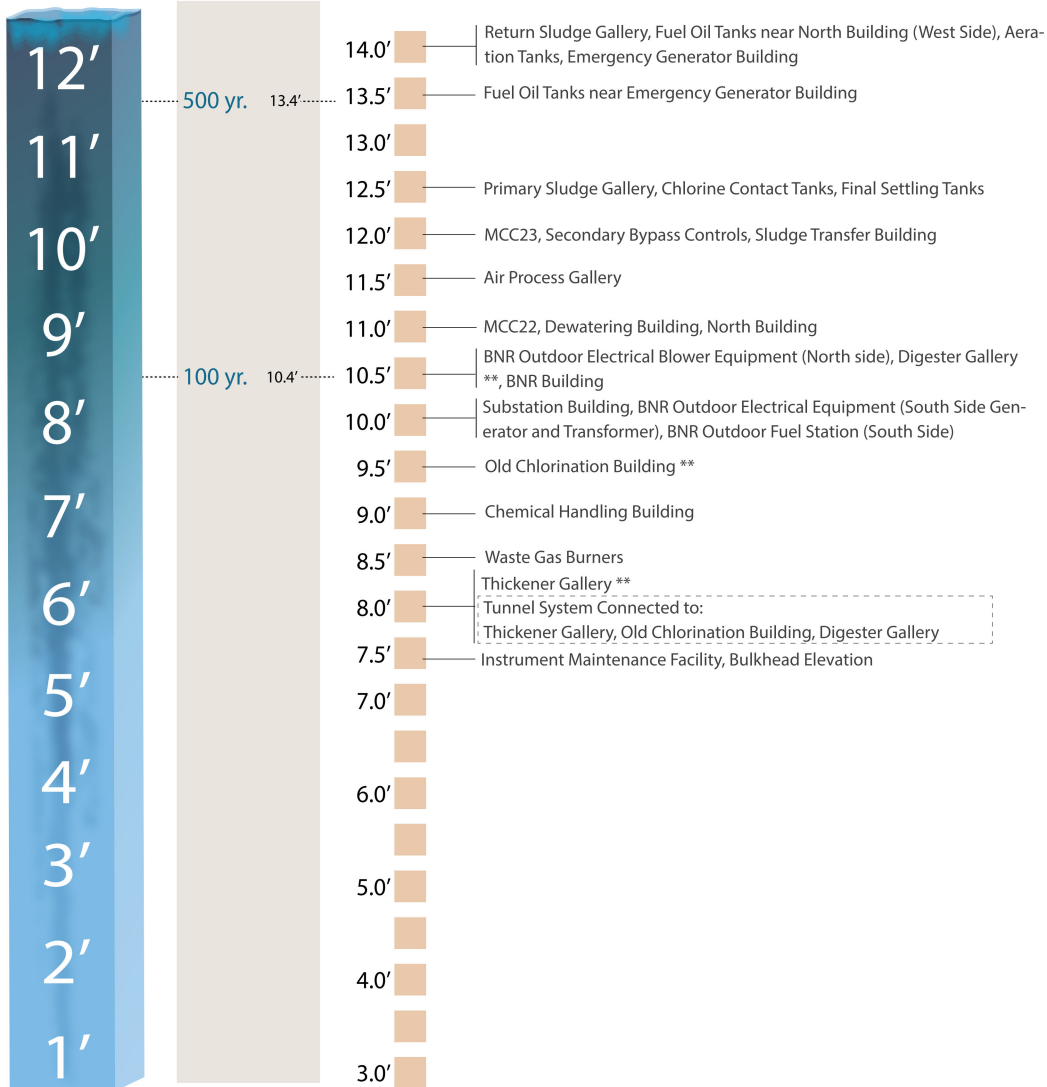 12′
11′
10′
9′
8′
7′
6′
5′
4′
3′
2′
1′
500 yr. 13.4′
100 yr. 10.4′
14.0′ Return Sludge Gallery, Fuel Oil Tanks near North Building (West Side), Aer-
ation Tanks, Emergency Generator Building
13.5′ Fuel Oil Tanks near Emergency Generator Building
13.0′
12.5′ Primary Sludge Gallery, Chlorine Contact Tanks, Final Settling Tanks
12.0′ MCC23, Secondary Bypass Controls, Sludge Transfer Building
11.5′ Air Process Gallery
11.0′ MCC22, Dewatering Building, North Building
10.5′ BNR Outdoor Electrical Blower Equipment (North side), Digester Gallery
**, BNR Building
10.0′ Substation Building, BNR Outdoor Electrical Equipment (South Side Gen-
erator and Transformer), BNR Outdoor Fuel Station (South Side)
9.5′ Old Chlorination Building **
9.0′ Chemical Handling Building
8.5′ Waste Gas Burners
Thickener Gallery **
8.0′ Tunnel System Connected to:
Thickener Gallery, Old Chlorination Building, Digester Gallery
7.5′ Instrument Maintenance Facility, Bulkhead Elevation
7.0′
6.0′
5.0′
4.0′
3.0′